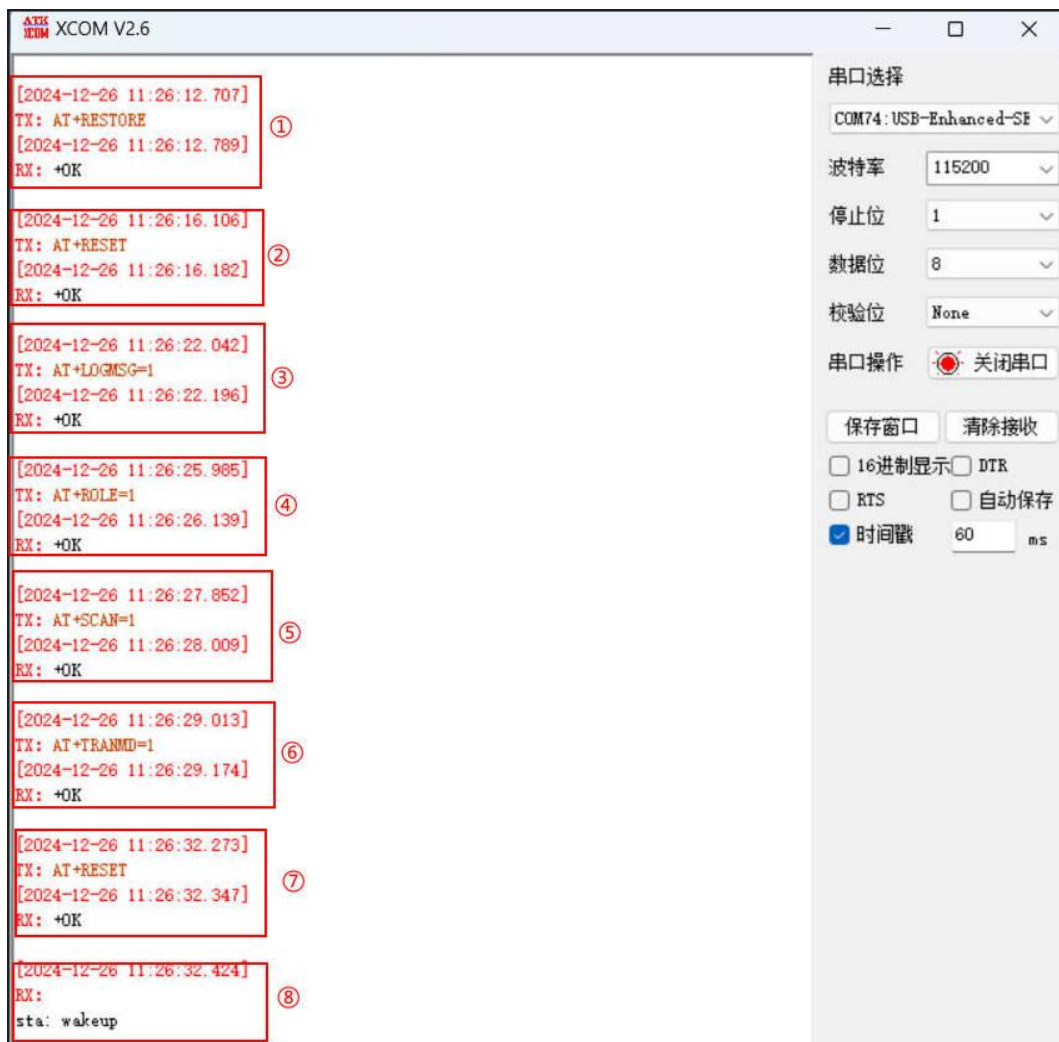 ATK
XCOM XCOM V2.6
[2024-12-26 11:26:12.707]
TX: AT+RESTORE
①
[2024-12-26 11:26:12.789]
RX: +OK
[2024-12-26 11:26:16.106]
TX: AT+RESET
②
[2024-12-26 11:26:16.182]
RX: +OK
[2024-12-26 11:26:22.042]
TX: AT+LOGMSG=1
③
[2024-12-26 11:26:22.196]
RX: +OK
[2024-12-26 11:26:25.985]
TX: AT+ROLE=1
④
[2024-12-26 11:26:26.139]
RX: +OK
[2024-12-26 11:26:27.852]
TX: AT+SCAN=1
⑤
[2024-12-26 11:26:28.009]
RX: +OK
[2024-12-26 11:26:29.013]
TX: AT+TRANMD=1
⑥
[2024-12-26 11:26:29.174]
RX: +OK
[2024-12-26 11:26:32.273]
TX: AT+RESET
⑦
[2024-12-26 11:26:32.347]
RX: +OK
[2024-12-26 11:26:32.424]
RX:
⑧
sta: wakeup
串口选择
COM74:USB-Enhanced-SE
波特率 115200
停止位 1
数据位 8
校验位 None
串口操作 关闭串口
保存窗口 清除接收
16进制显示 DTR
RTS 自动保存
时间戳 60 ms